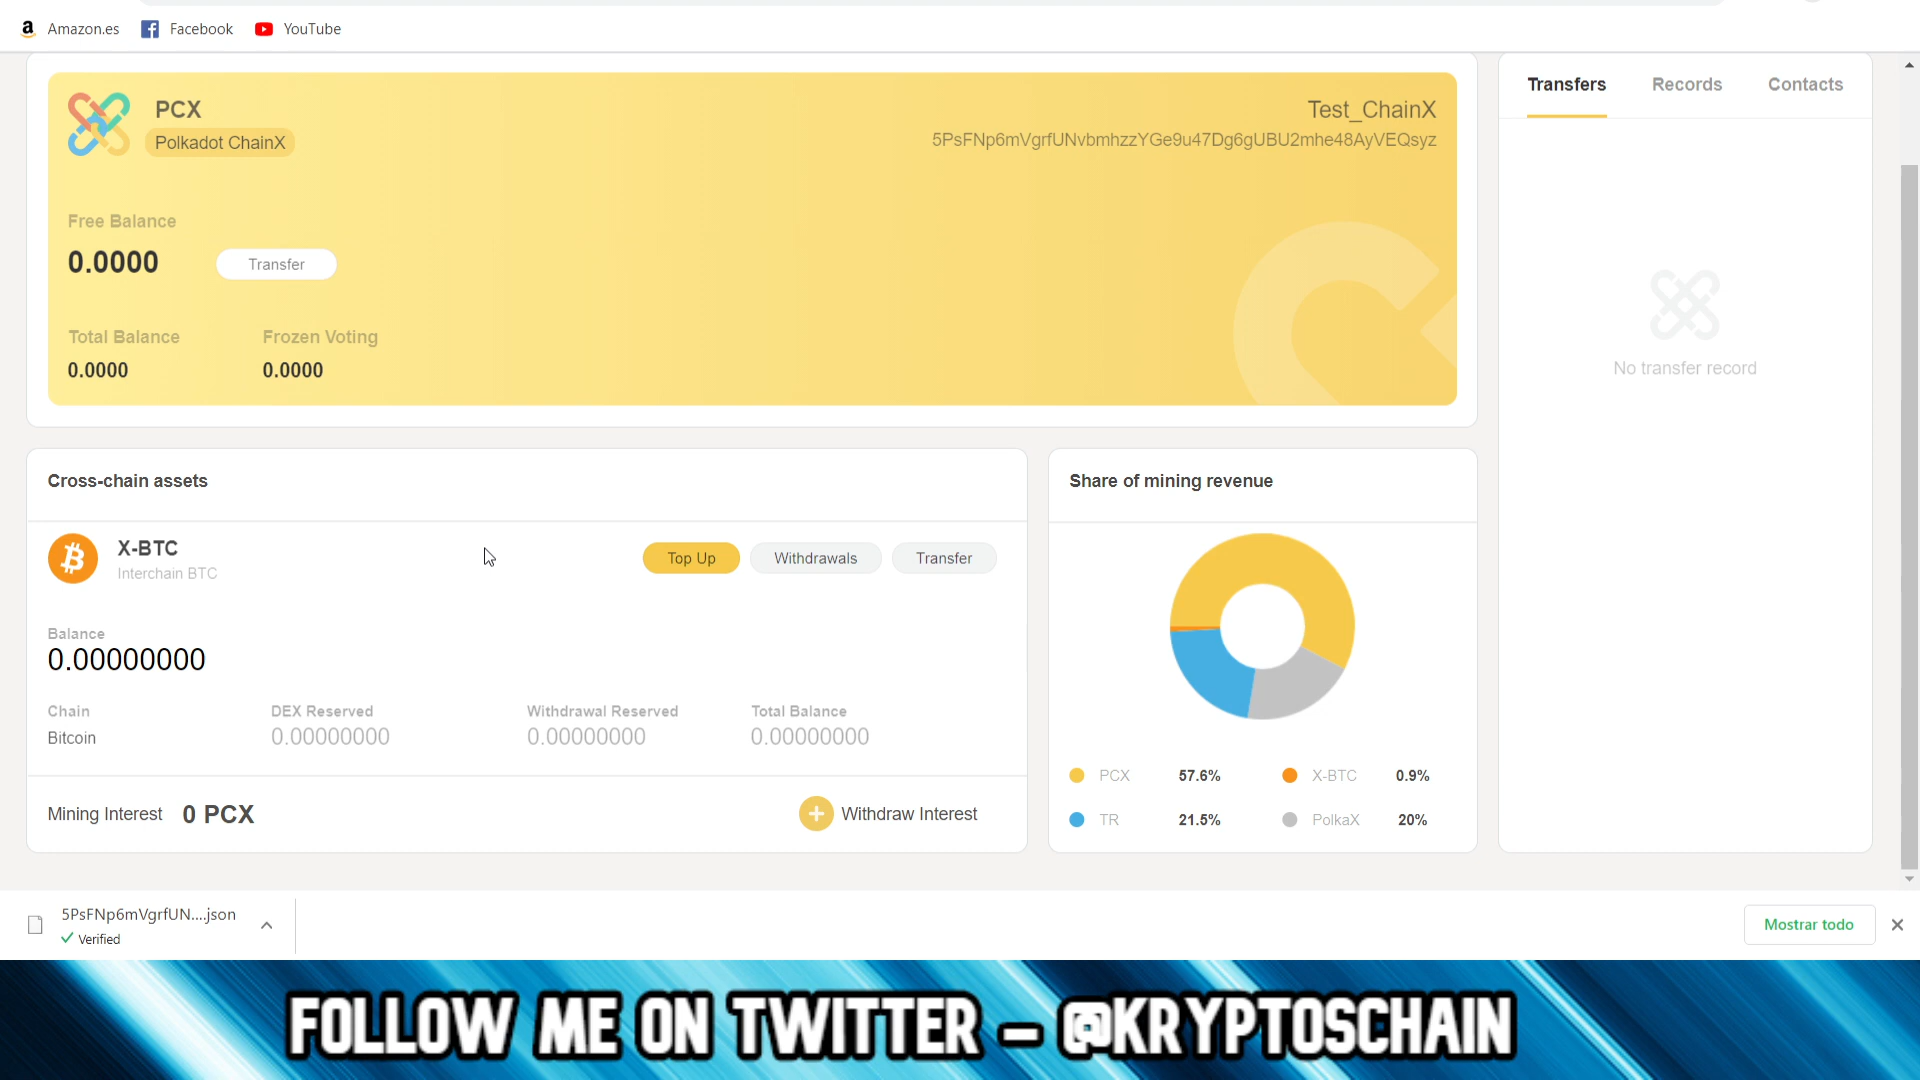 Amazon.es Facebook YouTube
PCX
Polkadot ChainX
Test_ChainX
5PsFNp6mVgrfUNvbmhzzYGe9u47Dg6gUBU2mhe48AyVEQsyz
Free Balance
0.0000 Transfer
Total Balance Frozen Voting
0.0000 0.0000
Transfers Records Contacts
No transfer record
Cross-chain assets
X-BTC
Interchain BTC
Top Up Withdrawals Transfer
Balance
0.00000000
Chain DEX Reserved Withdrawal Reserved Total Balance
Bitcoin 0.00000000 0.00000000 0.00000000
Mining Interest 0 PCX Withdraw Interest
Share of mining revenue
PCX 57.6% X-BTC 0.9%
TR 21.5% PolkaX 20%
5PsFNp6mVgrfUN....json
Verified
Mostrar todo
FOLLOW ME ON TWITTER – @KRYPTOSCHAIN